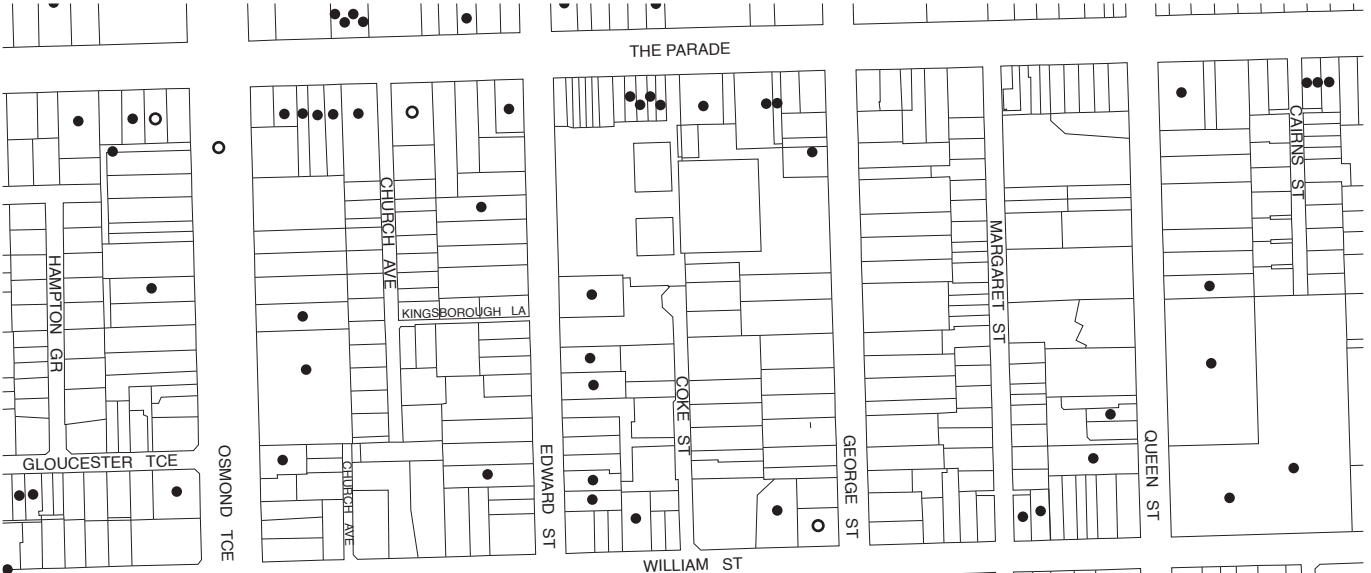 THE PARADE
CAIRNS ST
CHURCH AVE
MARGARET ST
HAMPTON GR
KINGSBOROUGH LA
COKE ST
QUEEN ST
GEORGE ST
EDWARD ST
OSMOND TCE
GLOUCESTER TCE
CHURCH AVE
WILLIAM ST